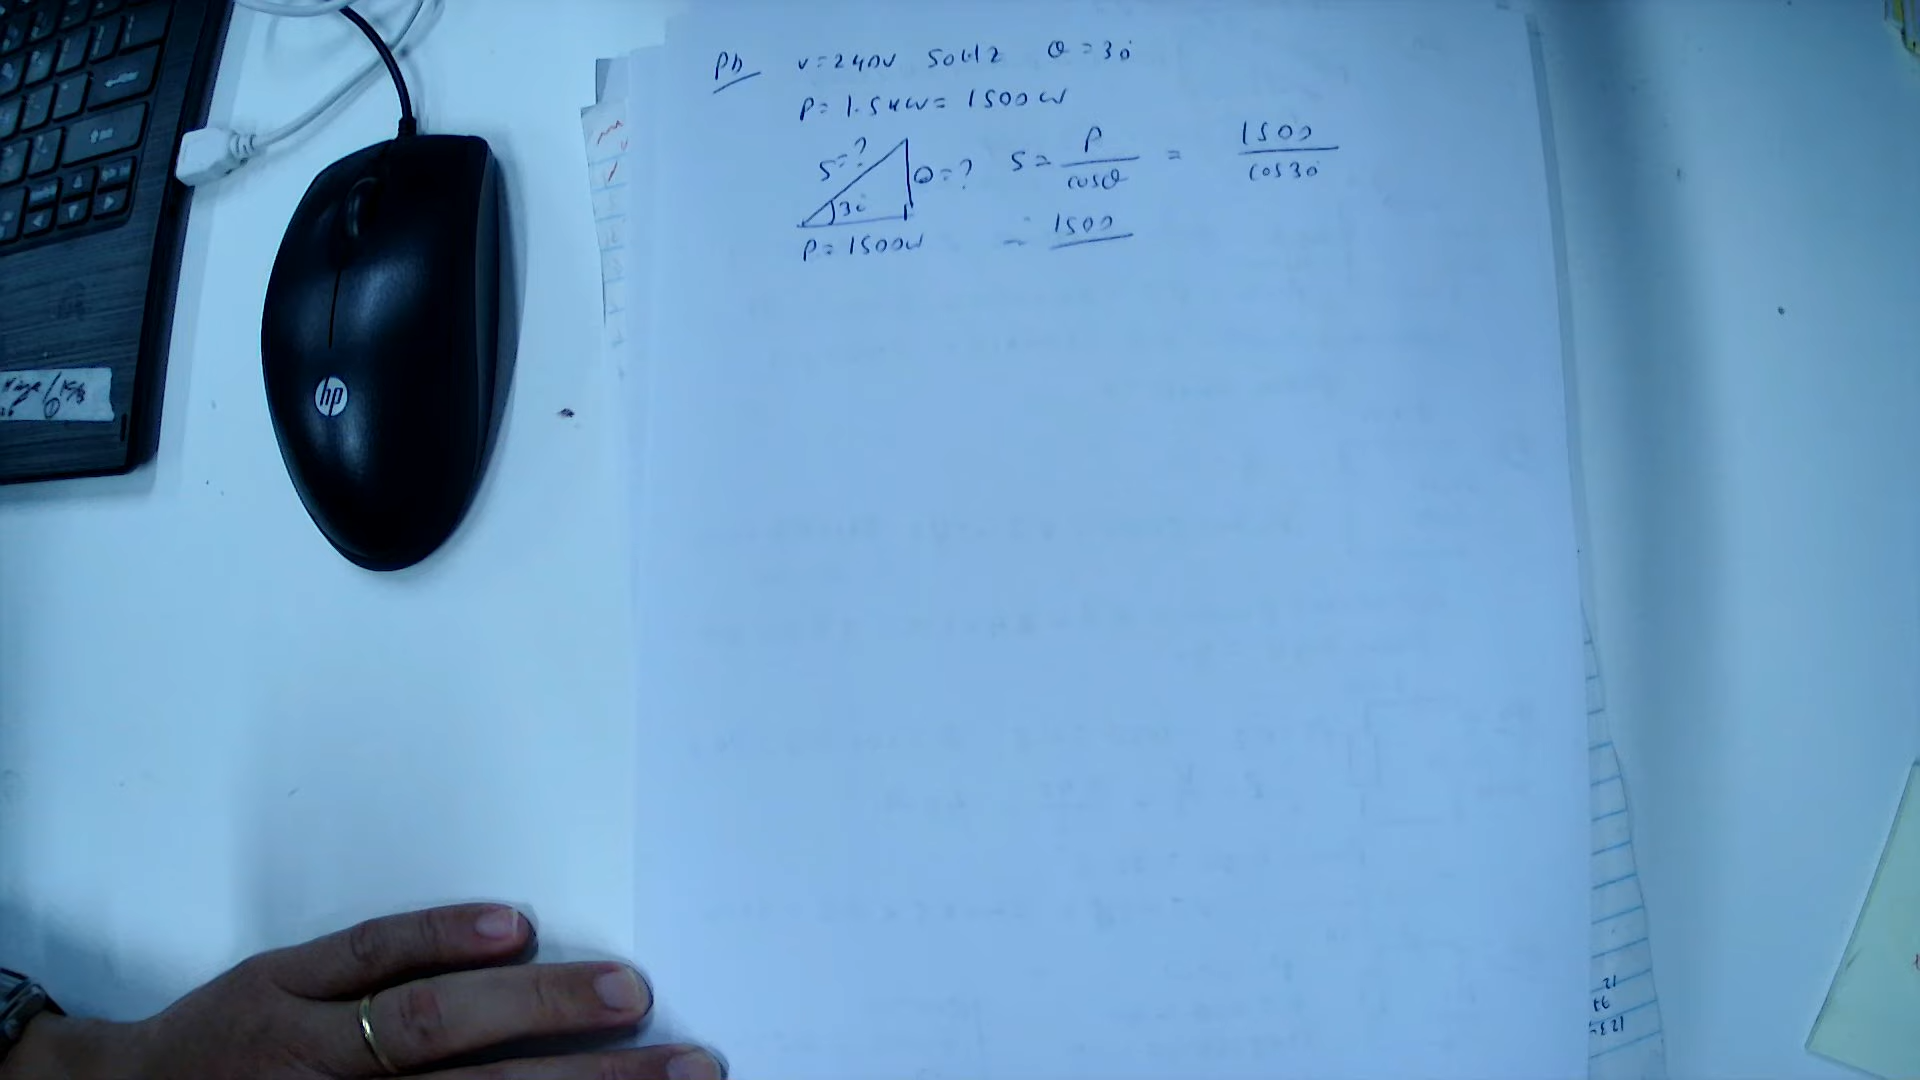 Pb V=240V 50Hz θ=30°
P= 1.5KW= 1500W
S=? Q=? S= P/cosθ = 1500/cos30°
30°
P=1500W = 1500
hp